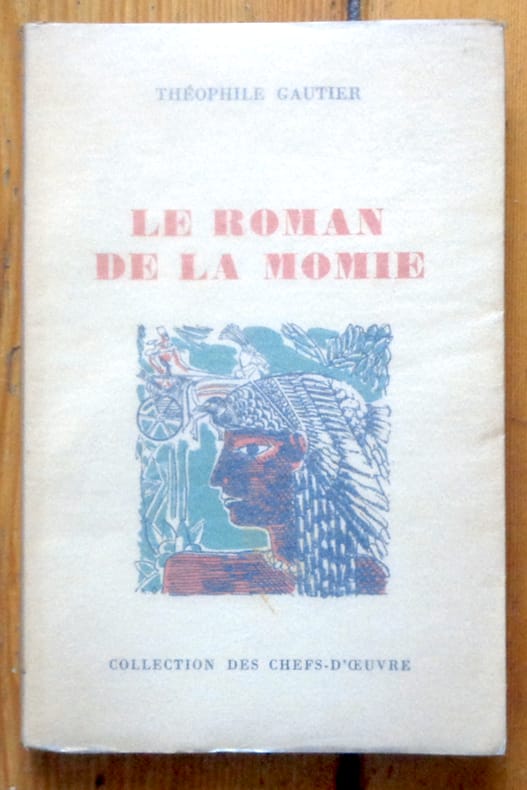 THÉOPHILE GAUTIER
LE ROMAN
DE LA MOMIE
COLLECTION DES CHEFS-D'ŒUVRE